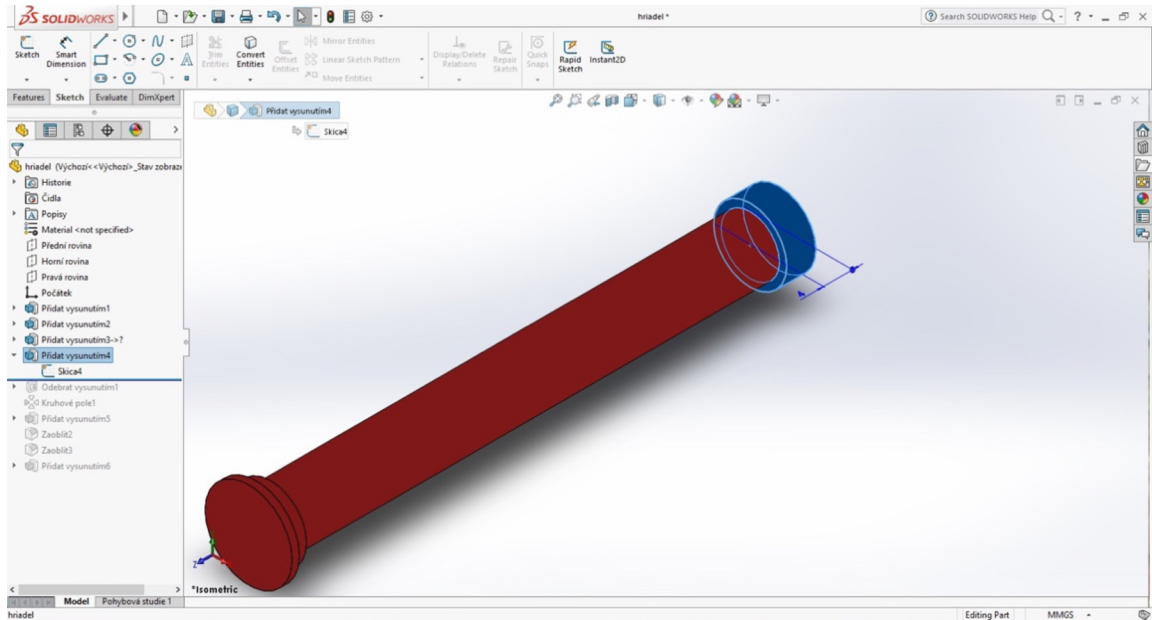 SOLIDWORKS
hriadel *
Search SOLIDWORKS Help
?
Sketch
Smart
Dimension
Trim
Entities
Convert
Entities
Offset
Entities
Mirror Entities
Linear Sketch Pattern
Move Entities
Display/Delete
Relations
Repair
Sketch
Quick
Snaps
Rapid
Sketch
Instant2D
Features Sketch Evaluate DimXpert
Přidat vysunutím4
Skica4
hriadel (Výchozí<<Výchozí>_Stav zobraze
Historie
Čidla
Popisy
Material <not specified>
Přední rovina
Horní rovina
Pravá rovina
Počátek
Přidat vysunutím1
Přidat vysunutím2
Přidat vysunutím3->?
Přidat vysunutím4
Skica4
Odebrat vysunutím1
Kruhové pole1
Přidat vysunutím5
Zaoblit2
Zaoblit3
Přidat vysunutím6
Z
*Isometric
Model Pohybová studie 1
hriadel
Editing Part MMGS